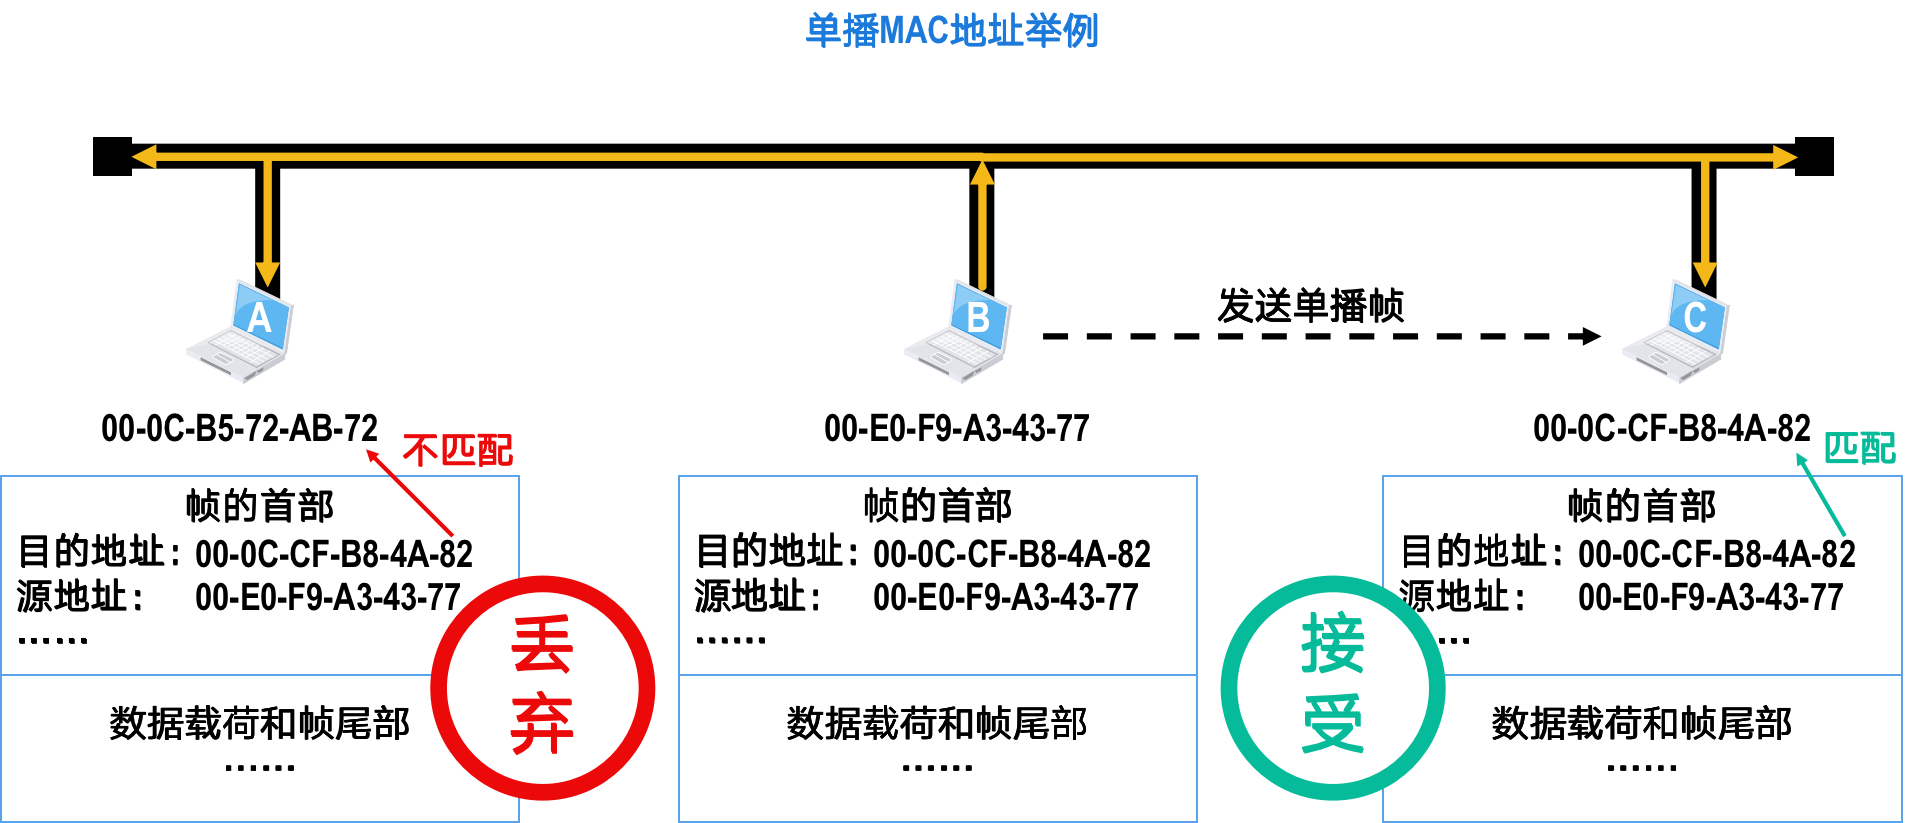 单播MAC地址举例
A
B
C
发送单播帧
00-0C-B5-72-AB-72
00-E0-F9-A3-43-77
00-0C-CF-B8-4A-82
不匹配
匹配
帧的首部
目的地址： 00-0C-CF-B8-4A-82
源地址： 00-E0-F9-A3-43-77
……
数据载荷和帧尾部
……
丢
弃
帧的首部
目的地址： 00-0C-CF-B8-4A-82
源地址： 00-E0-F9-A3-43-77
……
数据载荷和帧尾部
……
接
受
帧的首部
目的地址： 00-0C-CF-B8-4A-82
源地址： 00-E0-F9-A3-43-77
…
数据载荷和帧尾部
……